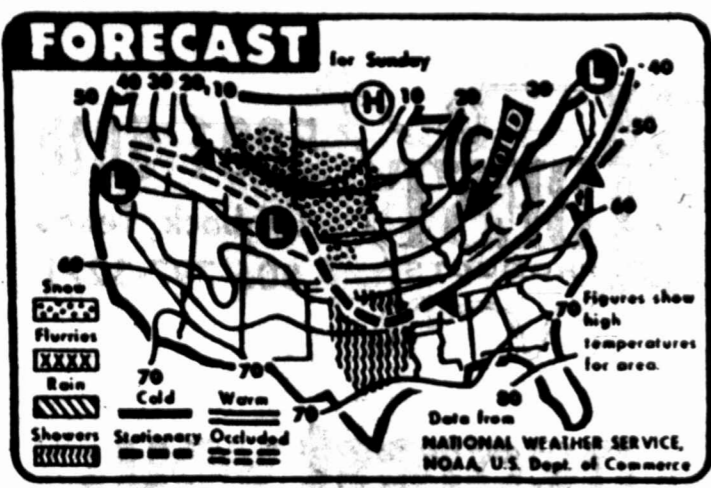 FORECAST
for Sunday
50 40 30 20 10 H 10 20 30 L 40
COLD
50
L
L
60
60
Snow
Flurries
Rain
Showers
70
70
70
80
70
Figures show
high
temperatures
for area.
Cold Warm
Stationary Occluded
Data from
NATIONAL WEATHER SERVICE,
NOAA, U.S. Dept. of Commerce